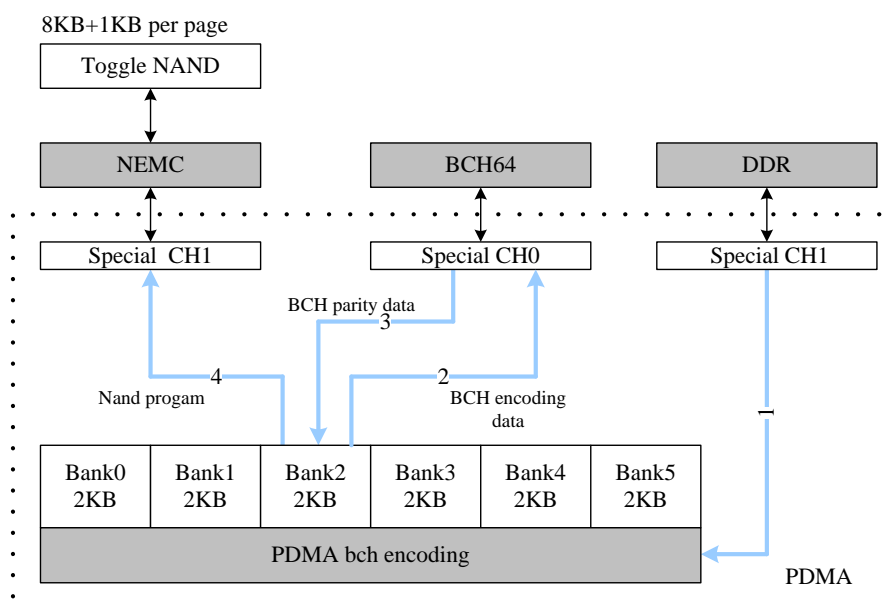 8KB+1KB per page
Toggle NAND
NEMC
BCH64
DDR
Special CH1
Special CH0
Special CH1
BCH parity data
3
4
2
Nand progam
BCH encoding
data
1
Bank0
2KB
Bank1
2KB
Bank2
2KB
Bank3
2KB
Bank4
2KB
Bank5
2KB
PDMA bch encoding
PDMA